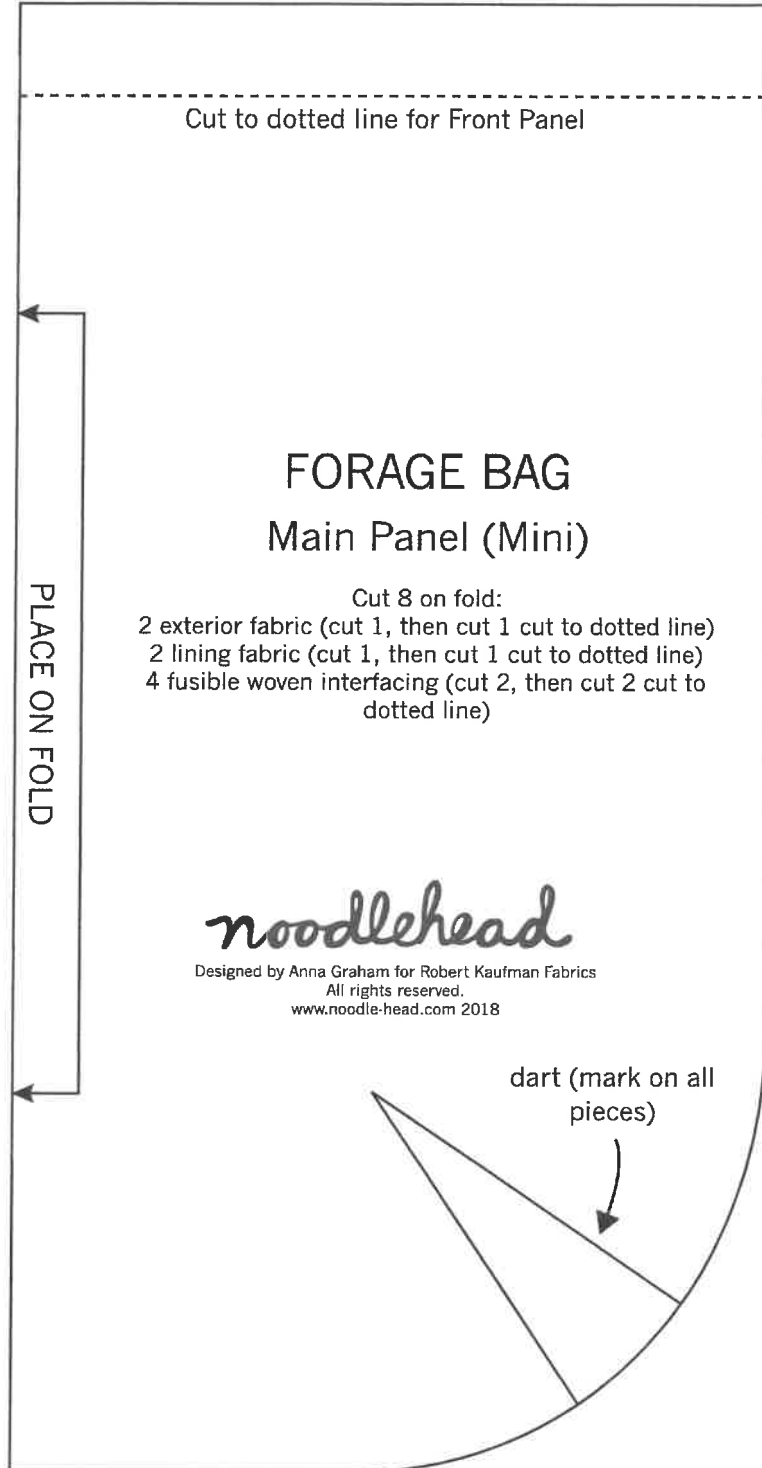 Cut to dotted line for Front Panel
FORAGE BAG
Main Panel (Mini)
Cut 8 on fold:
2 exterior fabric (cut 1, then cut 1 cut to dotted line)
2 lining fabric (cut 1, then cut 1 cut to dotted line)
4 fusible woven interfacing (cut 2, then cut 2 cut to
dotted line)
PLACE ON FOLD
noodlehead
Designed by Anna Graham for Robert Kaufman Fabrics
All rights reserved.
www.noodle-head.com 2018
dart (mark on all
pieces)